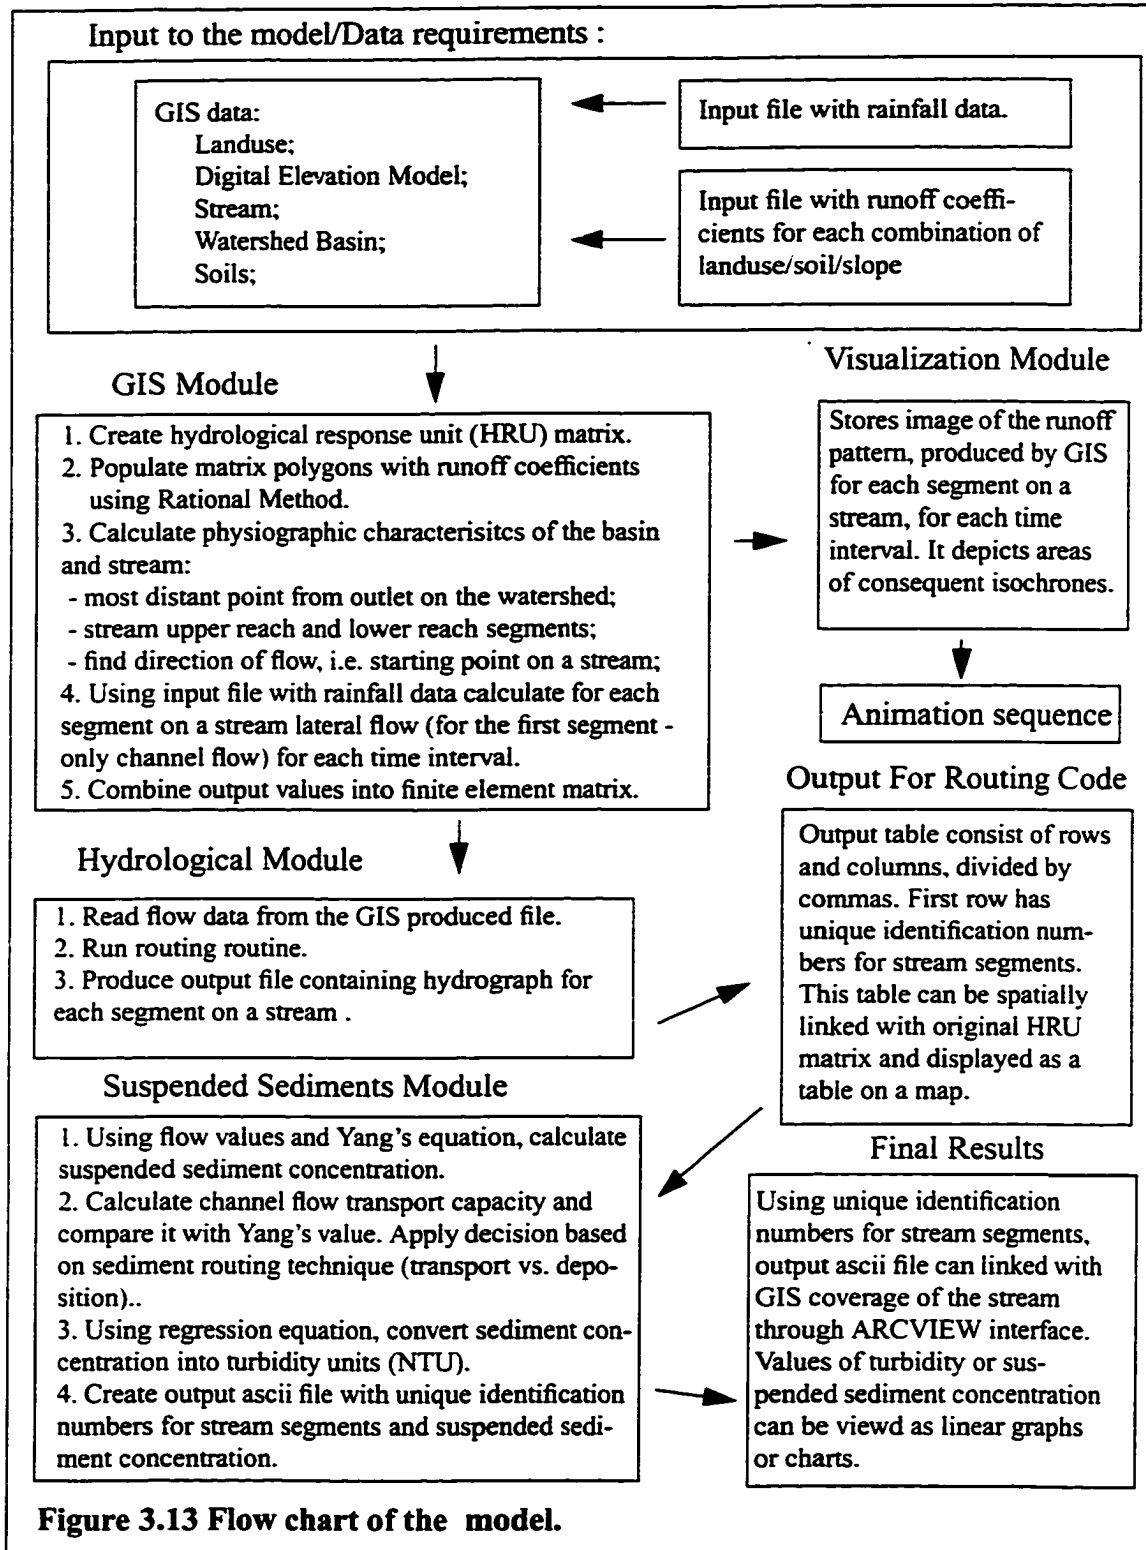 Input to the model/Data requirements :
GIS data:
Landuse;
Digital Elevation Model;
Stream;
Watershed Basin;
Soils;
Input file with rainfall data.
Input file with runoff coeffi-
cients for each combination of
landuse/soil/slope
GIS Module
1. Create hydrological response unit (HRU) matrix.
2. Populate matrix polygons with runoff coefficients
using Rational Method.
3. Calculate physiographic characterisitcs of the basin
and stream:
- most distant point from outlet on the watershed;
- stream upper reach and lower reach segments;
- find direction of flow, i.e. starting point on a stream;
4. Using input file with rainfall data calculate for each
segment on a stream lateral flow (for the first segment -
only channel flow) for each time interval.
5. Combine output values into finite element matrix.
Visualization Module
Stores image of the runoff
pattern, produced by GIS
for each segment on a
stream, for each time
interval. It depicts areas
of consequent isochrones.
Animation sequence
Hydrological Module
1. Read flow data from the GIS produced file.
2. Run routing routine.
3. Produce output file containing hydrograph for
each segment on a stream .
Output For Routing Code
Output table consist of rows
and columns, divided by
commas. First row has
unique identification num-
bers for stream segments.
This table can be spatially
linked with original HRU
matrix and displayed as a
table on a map.
Suspended Sediments Module
1. Using flow values and Yang's equation, calculate
suspended sediment concentration.
2. Calculate channel flow transport capacity and
compare it with Yang's value. Apply decision based
on sediment routing technique (transport vs. depo-
sition)..
3. Using regression equation, convert sediment con-
centration into turbidity units (NTU).
4. Create output ascii file with unique identification
numbers for stream segments and suspended sedi-
ment concentration.
Final Results
Using unique identification
numbers for stream segments,
output ascii file can linked with
GIS coverage of the stream
through ARCVIEW interface.
Values of turbidity or sus-
pended sediment concentration
can be viewd as linear graphs
or charts.
Figure 3.13 Flow chart of the model.